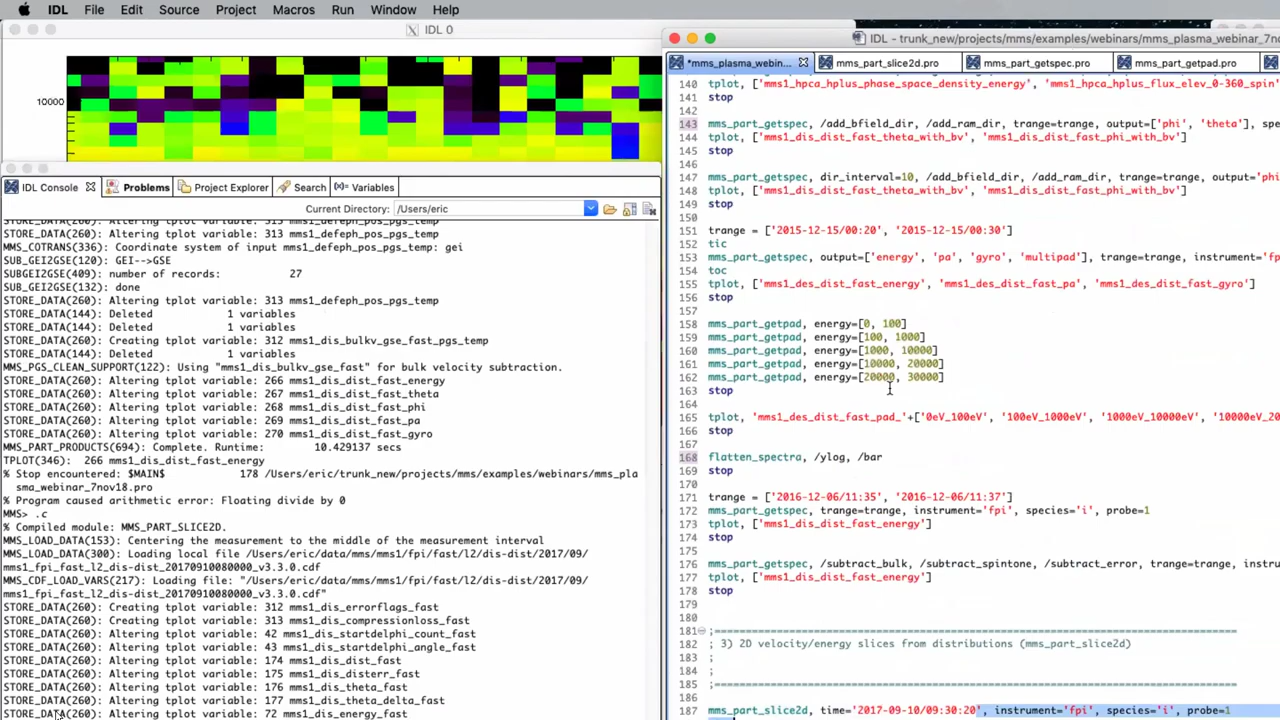 IDL File Edit Source Project Macros Run Window Help
IDL 0
10000
IDL Console Problems Project Explorer Search (x)= Variables
Current Directory: /Users/eric
STORE_DATA(260): Altering tplot variable: 313 mms1_defeph_pos_pgs_temp
STORE_DATA(260): Altering tplot variable: 313 mms1_defeph_pos_pgs_temp
MMS_COTRANS(336): Coordinate system of input mms1_defeph_pos_pgs_temp: gei
SUB_GEI2GSE(120): GEI-->GSE
SUBGEI2GSE(409): number of records: 27
SUB_GEI2GSE(132): done
STORE_DATA(260): Altering tplot variable: 313 mms1_defeph_pos_pgs_temp
STORE_DATA(144): Deleted 1 variables
STORE_DATA(144): Deleted 1 variables
STORE_DATA(260): Creating tplot variable: 312 mms1_dis_bulkv_gse_fast_pgs_temp
STORE_DATA(144): Deleted 1 variables
MMS_PGS_CLEAN_SUPPORT(122): Using "mms1_dis_bulkv_gse_fast" for bulk velocity subtraction.
STORE_DATA(260): Altering tplot variable: 266 mms1_dis_dist_fast_energy
STORE_DATA(260): Altering tplot variable: 267 mms1_dis_dist_fast_theta
STORE_DATA(260): Altering tplot variable: 268 mms1_dis_dist_fast_phi
STORE_DATA(260): Altering tplot variable: 269 mms1_dis_dist_fast_pa
STORE_DATA(260): Altering tplot variable: 270 mms1_dis_dist_fast_gyro
MMS_PART_PRODUCTS(694): Complete. Runtime: 10.429137 secs
TPLOT(346): 266 mms1_dis_dist_fast_energy
% Stop encountered: $MAIN$ 178 /Users/eric/trunk_new/projects/mms/examples/webinars/mms_pla
sma_webinar_7nov18.pro
% Program caused arithmetic error: Floating divide by 0
MMS> .c
% Compiled module: MMS_PART_SLICE2D.
MMS_LOAD_DATA(153): Centering the measurement to the middle of the measurement interval
MMS_LOAD_DATA(300): Loading local file /Users/eric/data/mms/mms1/fpi/fast/l2/dis-dist/2017/09/
mms1_fpi_fast_l2_dis-dist_20170910080000_v3.3.0.cdf
MMS_CDF_LOAD_VARS(217): Loading file: "/Users/eric/data/mms/mms1/fpi/fast/l2/dis-dist/2017/09/
mms1_fpi_fast_l2_dis-dist_20170910080000_v3.3.0.cdf"
STORE_DATA(260): Creating tplot variable: 312 mms1_dis_errorflags_fast
STORE_DATA(260): Creating tplot variable: 313 mms1_dis_compressionloss_fast
STORE_DATA(260): Altering tplot variable: 42 mms1_dis_startdelphi_count_fast
STORE_DATA(260): Altering tplot variable: 43 mms1_dis_startdelphi_angle_fast
STORE_DATA(260): Altering tplot variable: 174 mms1_dis_dist_fast
STORE_DATA(260): Altering tplot variable: 175 mms1_dis_disterr_fast
STORE_DATA(260): Altering tplot variable: 176 mms1_dis_theta_fast
STORE_DATA(260): Altering tplot variable: 177 mms1_dis_theta_delta_fast
STORE_DATA(260): Altering tplot variable: 72 mms1_dis_energy_fast
IDL - trunk_new/projects/mms/examples/webinars/mms_plasma_webinar_7no
*mms_plasma_webin... mms_part_slice2d.pro mms_part_getspec.pro mms_part_getpad.pro
140 tplot, ['mms1_hpca_hplus_phase_space_density_energy', 'mms1_hpca_hplus_flux_elev_0-360_spin'
141 stop
142
143 mms_part_getspec, /add_bfield_dir, /add_ram_dir, trange=trange, output=['phi', 'theta'], spe
144 tplot, ['mms1_dis_dist_fast_theta_with_bv', 'mms1_dis_dist_fast_phi_with_bv']
145 stop
146
147 mms_part_getspec, dir_interval=10, /add_bfield_dir, /add_ram_dir, trange=trange, output='phi
148 tplot, ['mms1_dis_dist_fast_theta_with_bv', 'mms1_dis_dist_fast_phi_with_bv']
149 stop
150
151 trange = ['2015-12-15/00:20', '2015-12-15/00:30']
152 tic
153 mms_part_getspec, output=['energy', 'pa', 'gyro', 'multipad'], trange=trange, instrument='fp
154 toc
155 tplot, ['mms1_des_dist_fast_energy', 'mms1_des_dist_fast_pa', 'mms1_des_dist_fast_gyro']
156 stop
157
158 mms_part_getpad, energy=[0, 100]
159 mms_part_getpad, energy=[100, 1000]
160 mms_part_getpad, energy=[1000, 10000]
161 mms_part_getpad, energy=[10000, 20000]
162 mms_part_getpad, energy=[20000, 30000]
163 stop
164
165 tplot, 'mms1_des_dist_fast_pad_'+['0eV_100eV', '100eV_1000eV', '1000eV_10000eV', '10000eV_20
166 stop
167
168 flatten_spectra, /ylog, /bar
169 stop
170
171 trange = ['2016-12-06/11:35', '2016-12-06/11:37']
172 mms_part_getspec, trange=trange, instrument='fpi', species='i', probe=1
173 tplot, ['mms1_dis_dist_fast_energy']
174 stop
175
176 mms_part_getspec, /subtract_bulk, /subtract_spintone, /subtract_error, trange=trange, instru
177 tplot, ['mms1_dis_dist_fast_energy']
178 stop
179
180
181 ;===============================================================================
182 ; 3) 2D velocity/energy slices from distributions (mms_part_slice2d)
183 ;
184 ;
185 ;===============================================================================
186
187 mms_part_slice2d, time='2017-09-10/09:30:20', instrument='fpi', species='i', probe=1